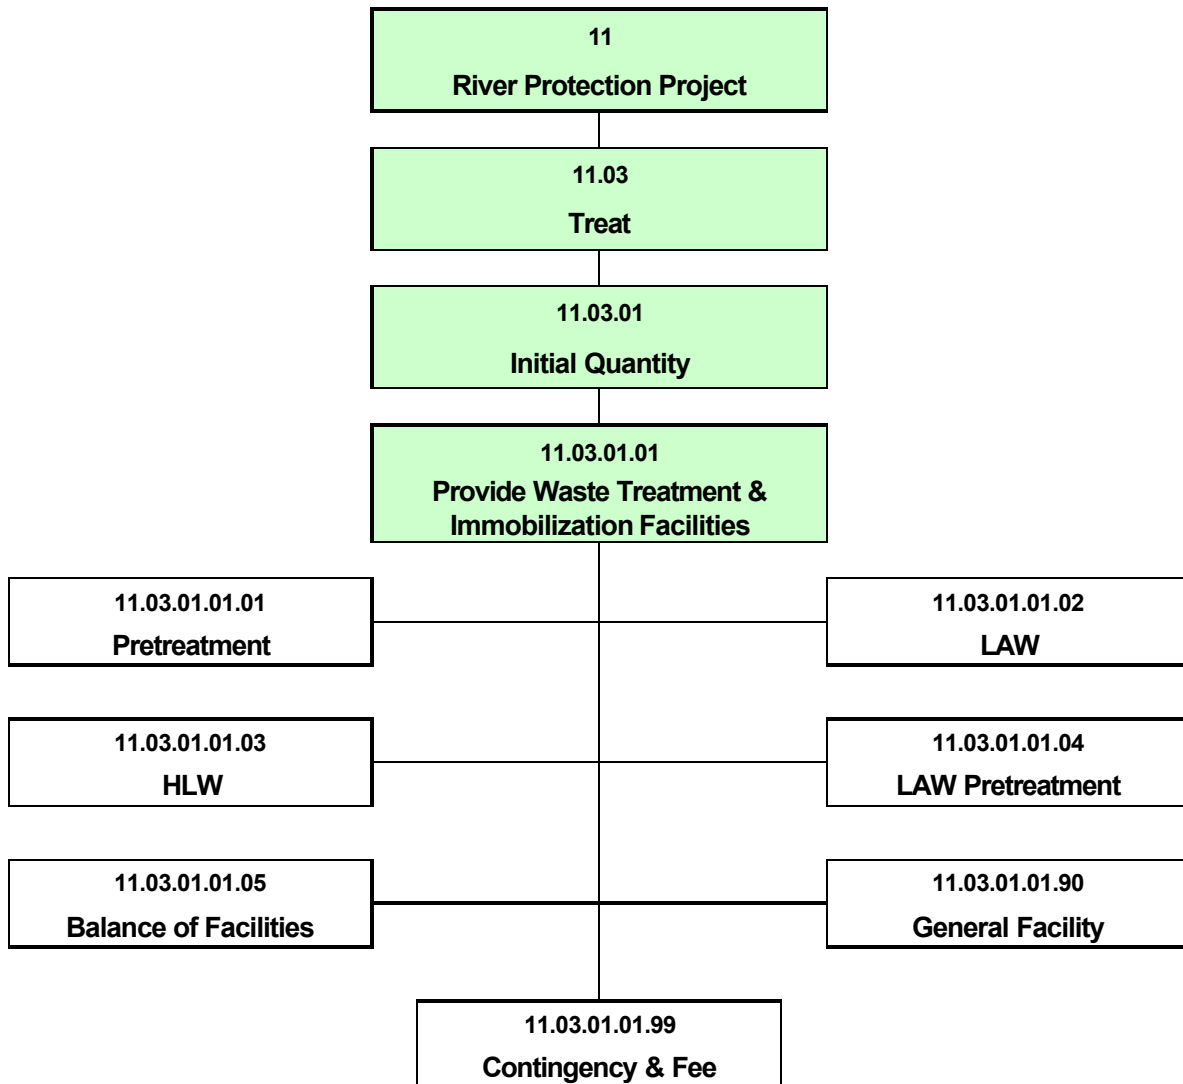 11
River Protection Project
11.03
Treat
11.03.01
Initial Quantity
11.03.01.01
Provide Waste Treatment &
Immobilization Facilities
11.03.01.01.01
Pretreatment
11.03.01.01.02
LAW
11.03.01.01.03
HLW
11.03.01.01.04
LAW Pretreatment
11.03.01.01.05
Balance of Facilities
11.03.01.01.90
General Facility
11.03.01.01.99
Contingency & Fee